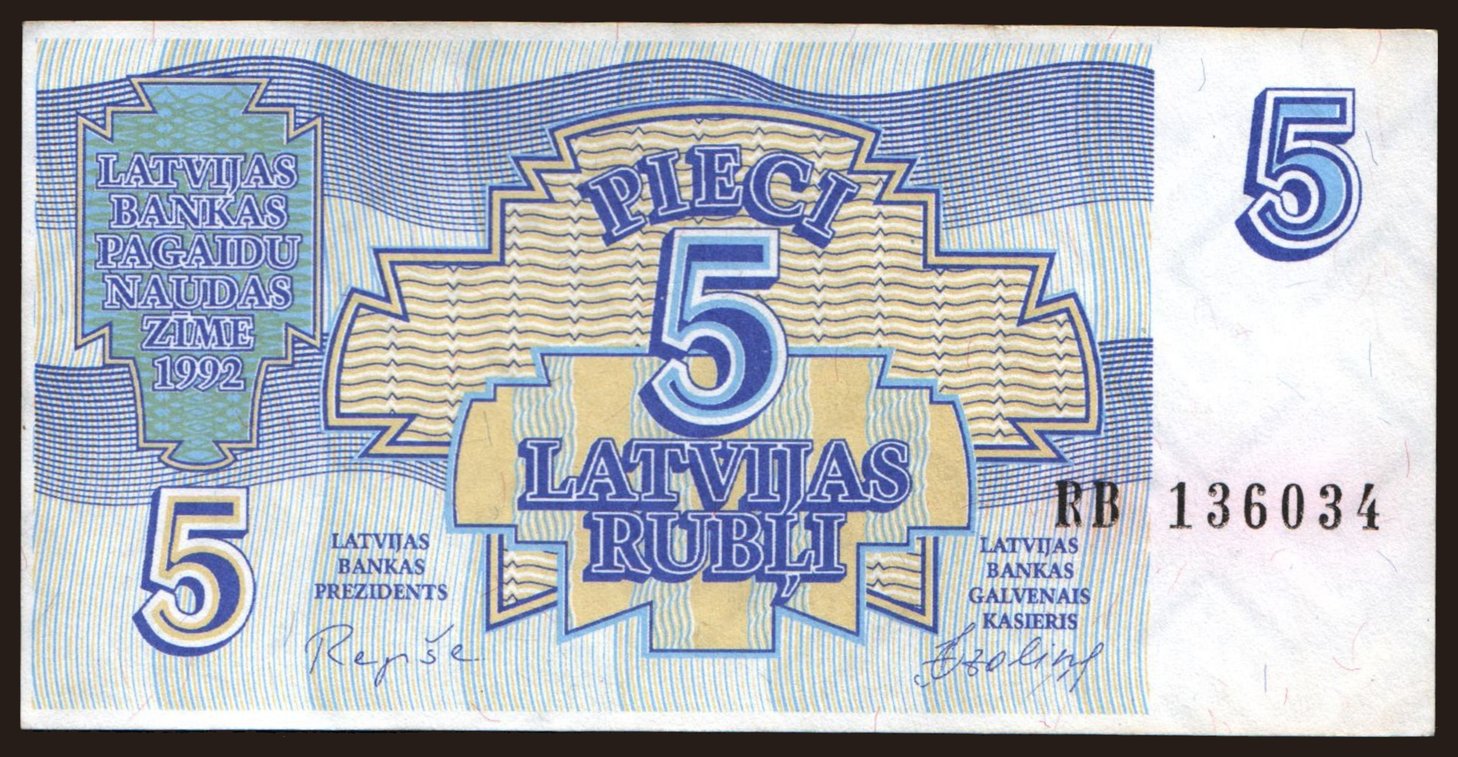 LATVIJAS
BANKAS
PAGAIDU
NAUDAS
ZĪME
1992
PIECI
5
LATVIJAS
RUBĻI
5
5
RB 136034
LATVIJAS
BANKAS
PREZIDENTS
Repše
LATVIJAS
BANKAS
GALVENAIS
KASIERIS